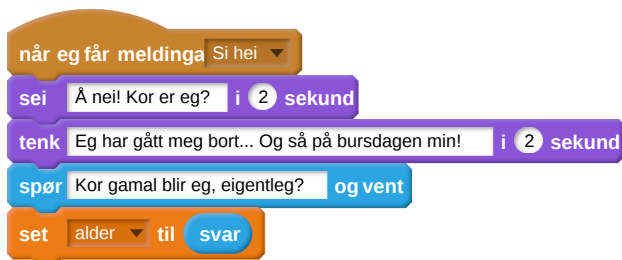 når eg får meldinga Si hei
sei Å nei! Kor er eg? i 2 sekund
tenk Eg har gått meg bort... Og så på bursdagen min! i 2 sekund
spør Kor gamal blir eg, eigentleg? og vent
set alder til svar